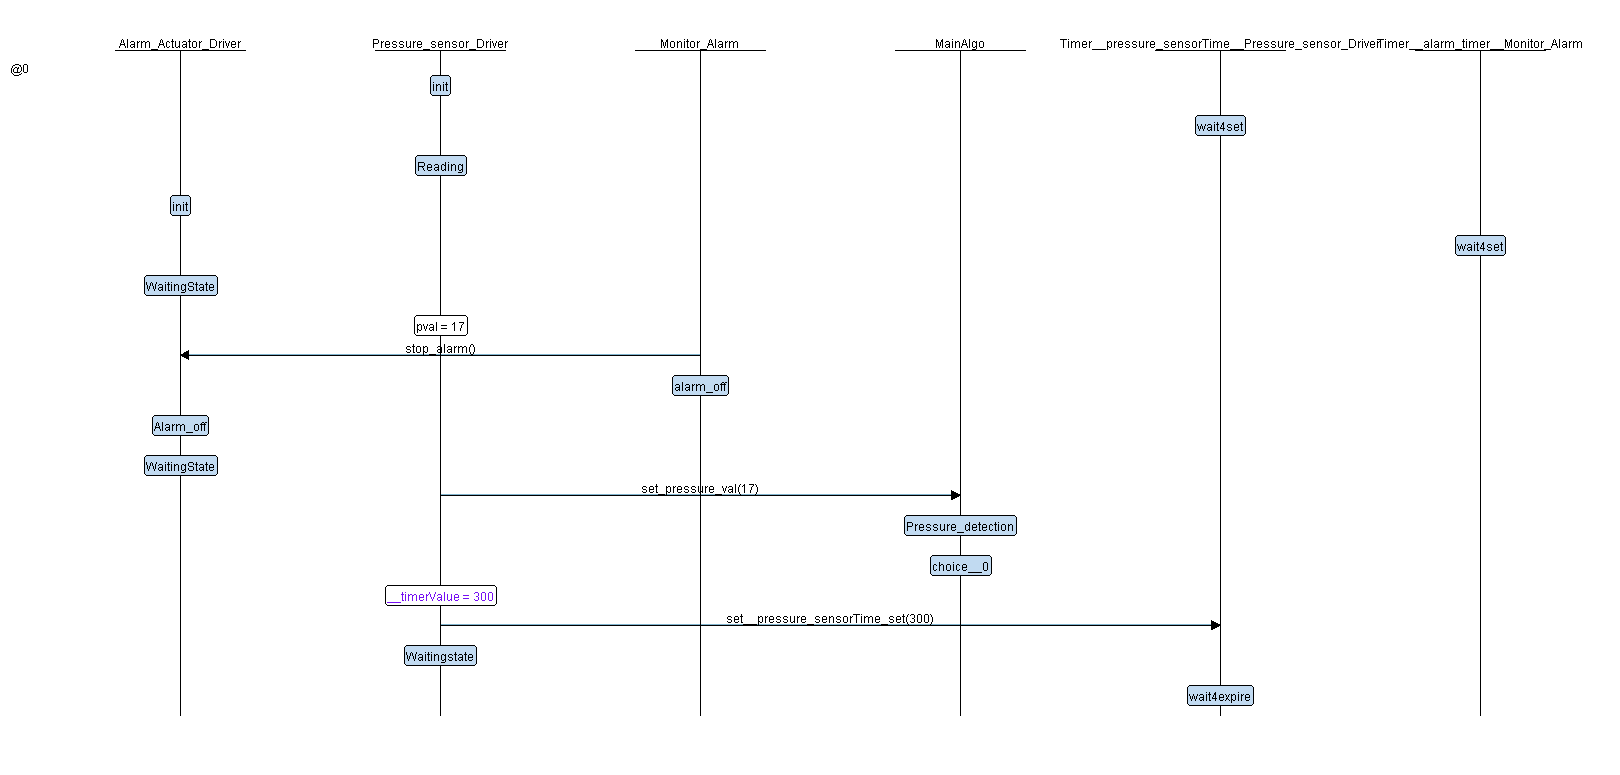 Alarm_Actuator_Driver
Pressure_sensor_Driver
Monitor_Alarm
MainAlgo
Timer__pressure_sensorTime__Pressure_sensor_Driver
Timer__alarm_timer__Monitor_Alarm
@0
init
wait4set
Reading
init
wait4set
WaitingState
pval = 17
stop_alarm()
alarm_off
Alarm_off
WaitingState
set_pressure_val(17)
Pressure_detection
choice__0
__timerValue = 300
set__pressure_sensorTime_set(300)
Waitingstate
wait4expire